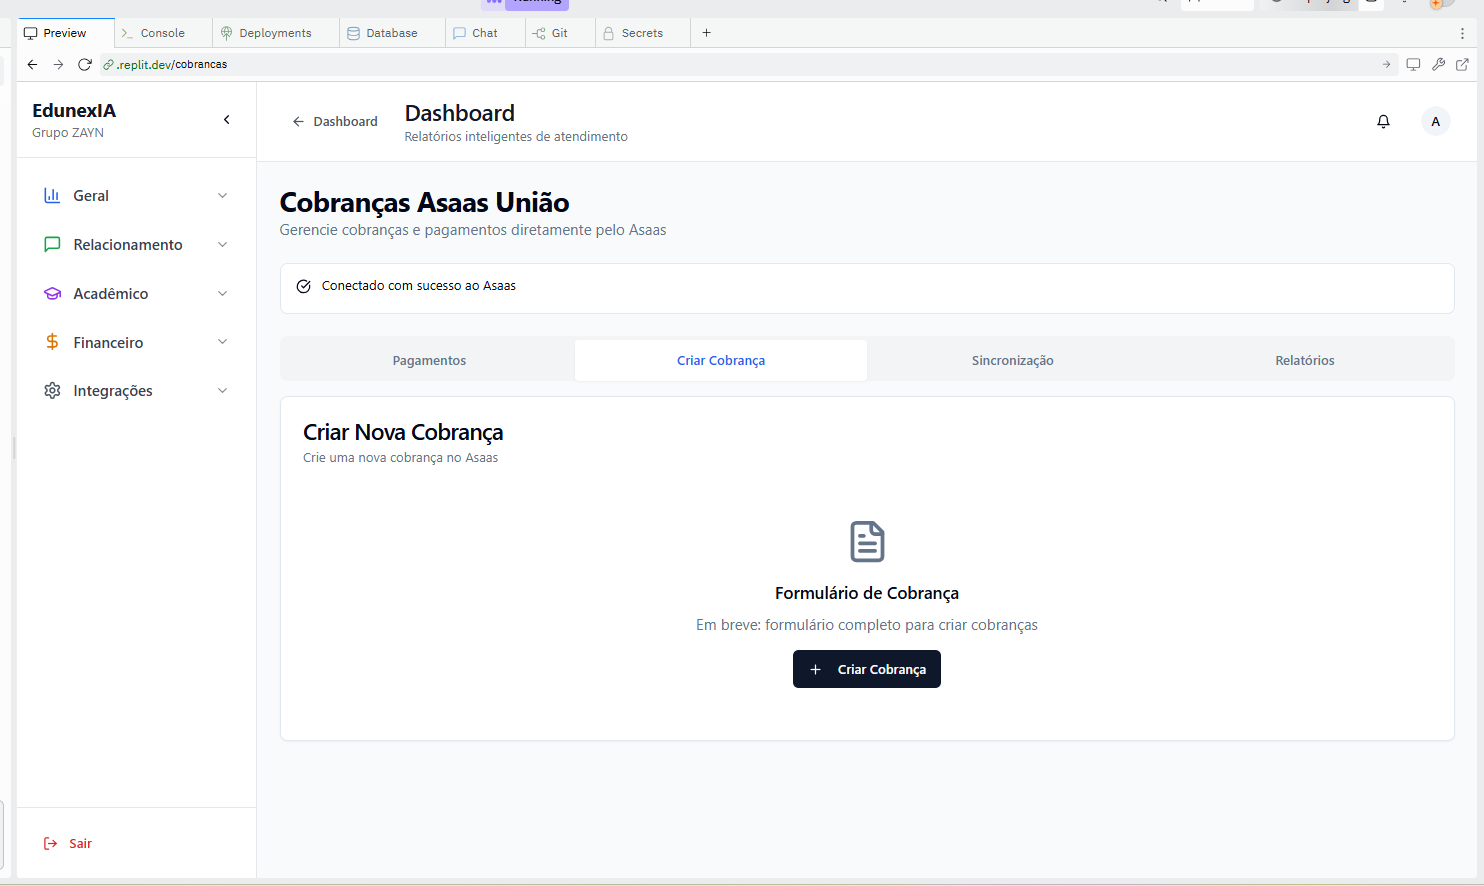 Running
Preview
Console
Deployments
Database
Chat
Git
Secrets
.replit.dev/cobrancas
EdunexIA
Grupo ZAYN
Dashboard
Dashboard
Relatórios inteligentes de atendimento
A
Geral
Relacionamento
Acadêmico
Financeiro
Integrações
Sair
Cobranças Asaas União
Gerencie cobranças e pagamentos diretamente pelo Asaas
Conectado com sucesso ao Asaas
Pagamentos
Criar Cobrança
Sincronização
Relatórios
Criar Nova Cobrança
Crie uma nova cobrança no Asaas
Formulário de Cobrança
Em breve: formulário completo para criar cobranças
+ Criar Cobrança